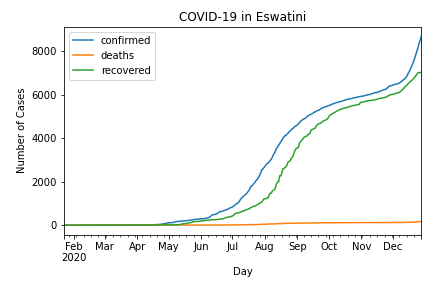 COVID-19 in Eswatini
confirmed
deaths
recovered
Number of Cases
8000
6000
4000
2000
0
Feb Mar Apr May Jun Jul Aug Sep Oct Nov Dec
2020
Day